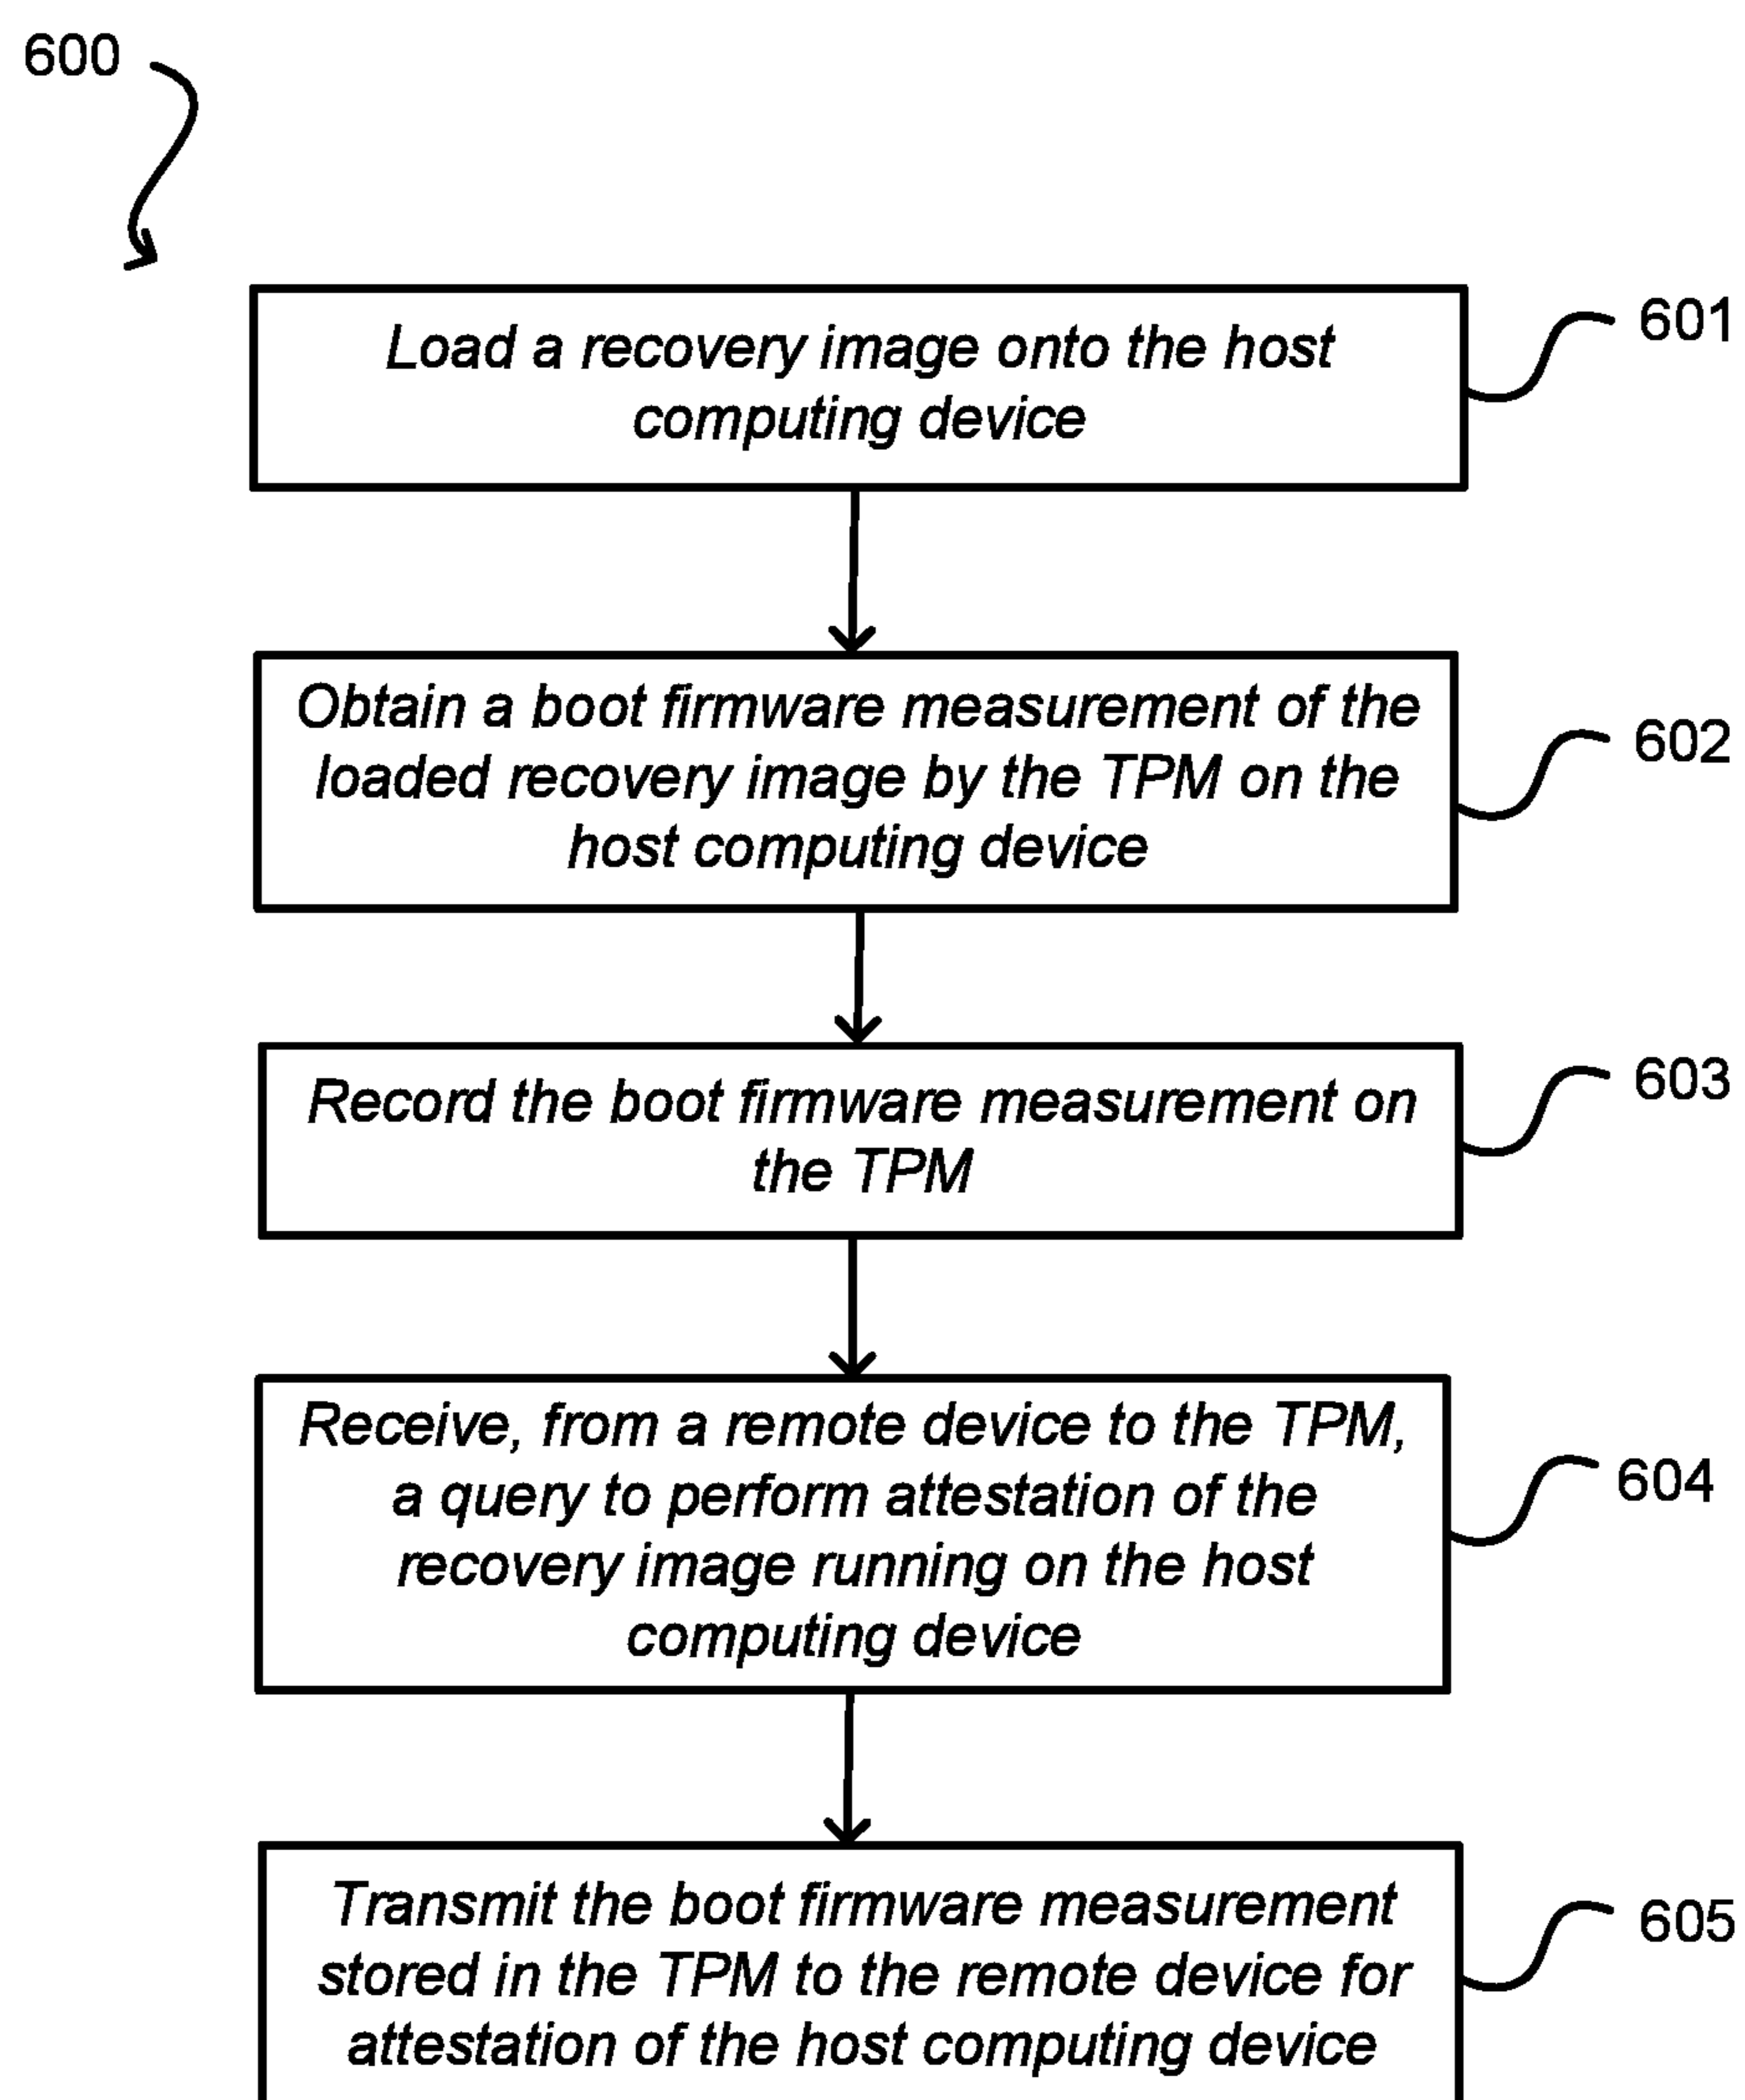 600
Load a recovery image onto the host
computing device
601
Obtain a boot firmware measurement of the
loaded recovery image by the TPM on the
host computing device
602
Record the boot firmware measurement on
the TPM
603
Receive, from a remote device to the TPM,
a query to perform attestation of the
recovery image running on the host
computing device
604
Transmit the boot firmware measurement
stored in the TPM to the remote device for
attestation of the host computing device
605